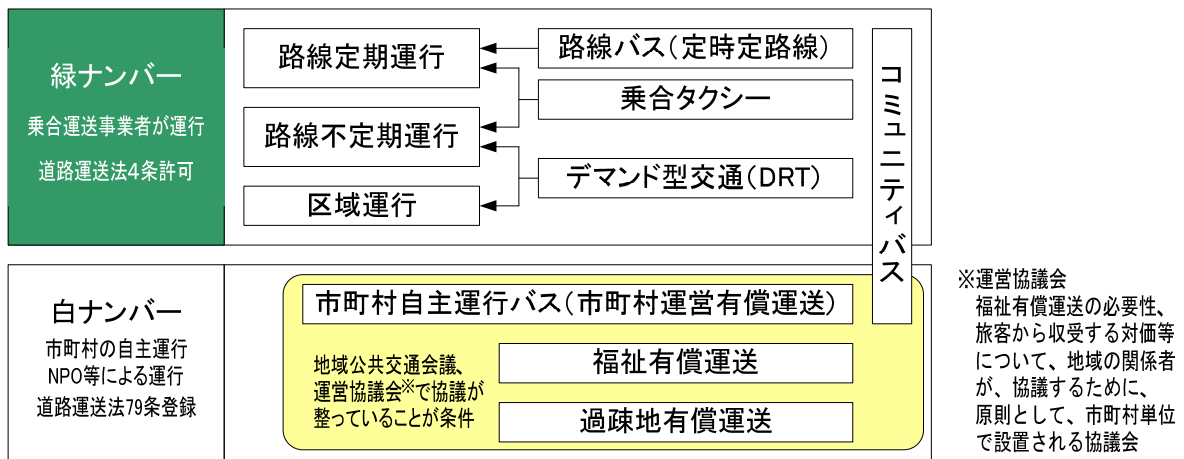 緑ナンバー
乗合運送事業者が運行
道路運送法4条許可
路線定期運行
路線不定期運行
区域運行
路線バス(定時定路線)
乗合タクシー
デマンド型交通(DRT)
コミュニティバス
白ナンバー
市町村の自主運行
NPO等による運行
道路運送法79条登録
市町村自主運行バス(市町村運営有償運送)
地域公共交通会議、
運営協議会※で協議が
整っていることが条件
福祉有償運送
過疎地有償運送
※運営協議会
福祉有償運送の必要性、
旅客から収受する対価等
について、地域の関係者
が、協議するために、
原則として、市町村単位
で設置される協議会